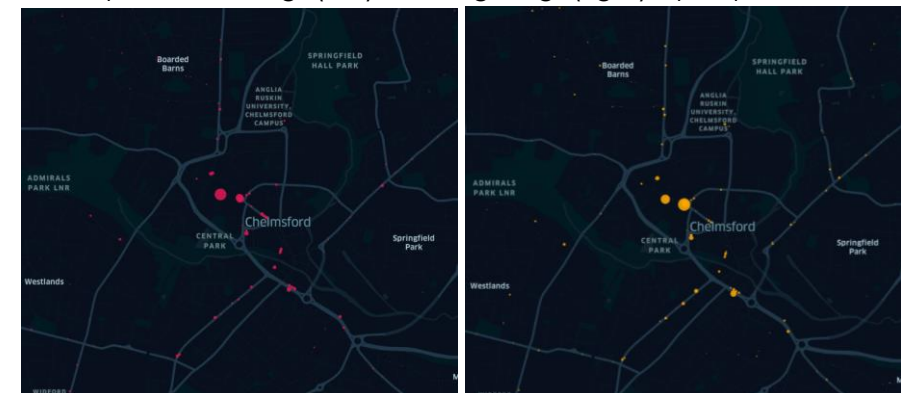 Boarded
Barns
SPRINGFIELD
HALL PARK
ANGLIA
RUSKIN
UNIVERSITY,
CHELMSFORD
CAMPUS
ADMIRALS
PARK LNR
Chelmsford
CENTRAL
PARK
Springfield
Park
Westlands
M
Boarded
Barns
SPRINGFIELD
HALL PARK
ANGLIA
RUSKIN
UNIVERSITY,
CHELMSFORD
CAMPUS
ADMIRALS
PARK LNR
Chelmsford
CENTRAL
PARK
Springfield
Park
Westlands
M